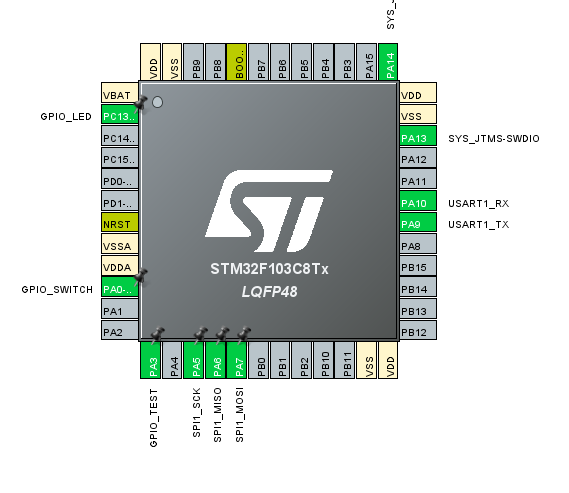 SYS_
VDD
VSS
PB9
PB8
BOO..
PB7
PB6
PB5
PB4
PB3
PA15
PA14
VBAT
GPIO_LED
PC13..
PC14..
PC15..
PD0-..
PD1-..
NRST
VSSA
VDDA
GPIO_SWITCH
PA0-..
PA1
PA2
VDD
VSS
PA13
SYS_JTMS-SWDIO
PA12
PA11
PA10
USART1_RX
PA9
USART1_TX
PA8
PB15
PB14
PB13
PB12
ST
STM32F103C8Tx
LQFP48
PA3
PA4
PA5
PA6
PA7
PB0
PB1
PB2
PB10
PB11
VSS
VDD
GPIO_TEST
SPI1_SCK
SPI1_MISO
SPI1_MOSI